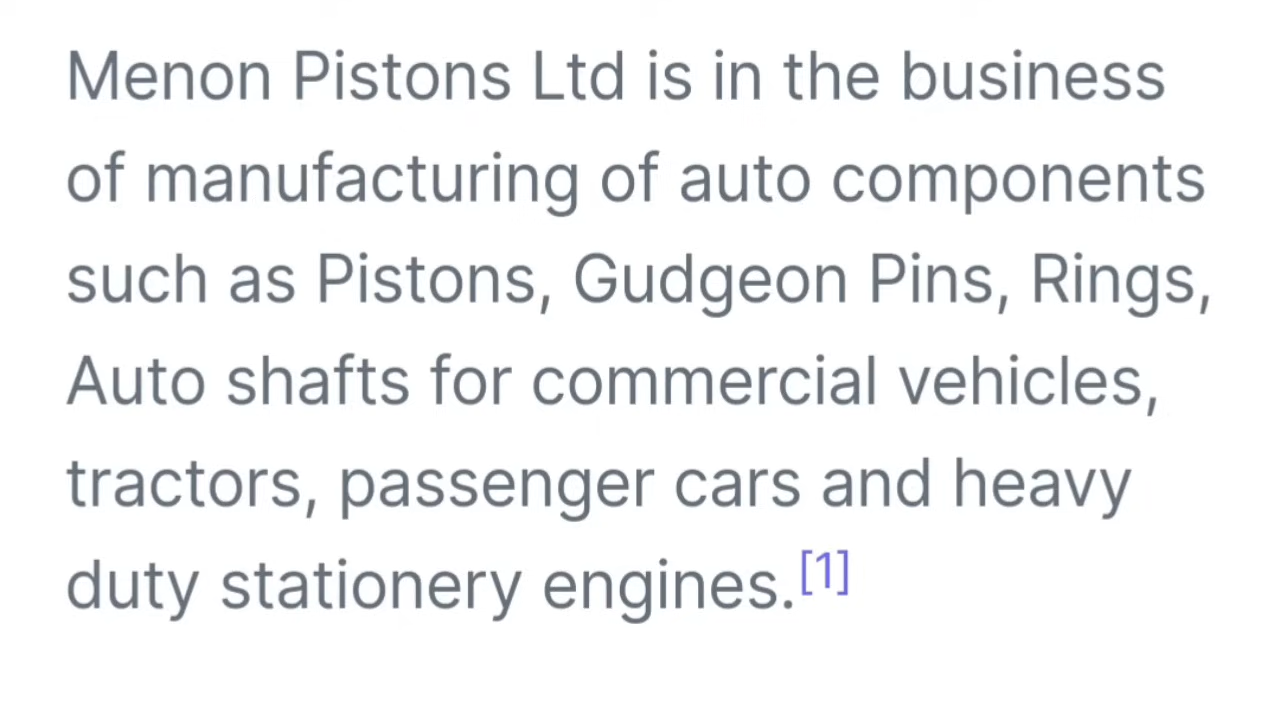 Menon Pistons Ltd is in the business
of manufacturing of auto components
such as Pistons, Gudgeon Pins, Rings,
Auto shafts for commercial vehicles,
tractors, passenger cars and heavy
duty stationery engines.[1]